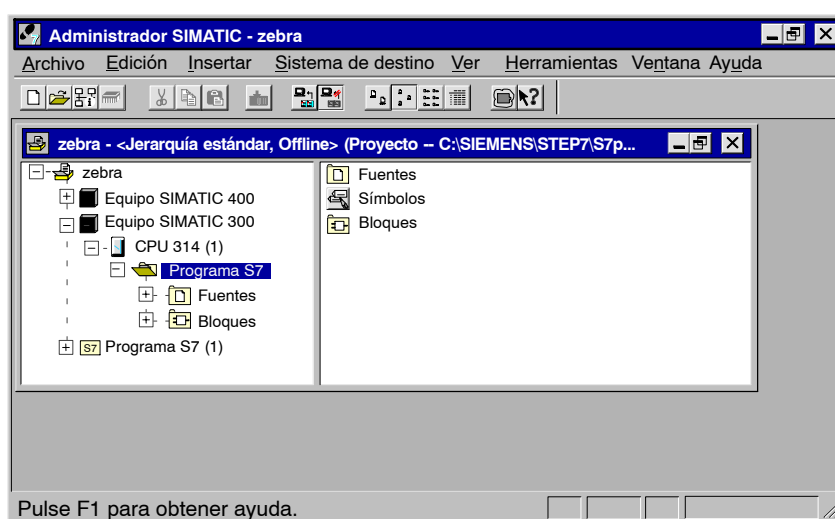 Administrador SIMATIC - zebra
Archivo Edición Insertar Sistema de destino Ver Herramientas Ventana Ayuda
zebra - <Jerarquía estándar, Offline> (Proyecto -- C:\SIEMENS\STEP7\S7p...
zebra
Equipo SIMATIC 400
Equipo SIMATIC 300
CPU 314 (1)
Programa S7
Fuentes
Bloques
S7 Programa S7 (1)
Fuentes
Símbolos
Bloques
Pulse F1 para obtener ayuda.